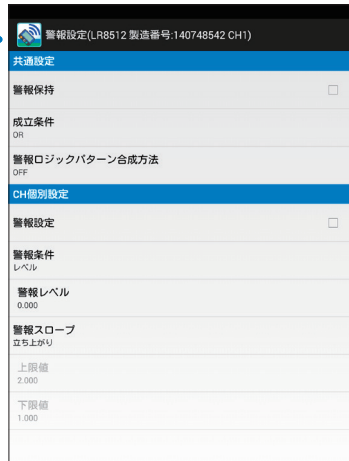 警報設定(LR8512 製造番号:140748542 CH1)
共通設定
警報保持
成立条件
OR
警報ロジックパターン合成方法
OFF
CH個別設定
警報設定
警報条件
レベル
警報レベル
0.000
警報スロープ
立ち上がり
上限値
2.000
下限値
1.000